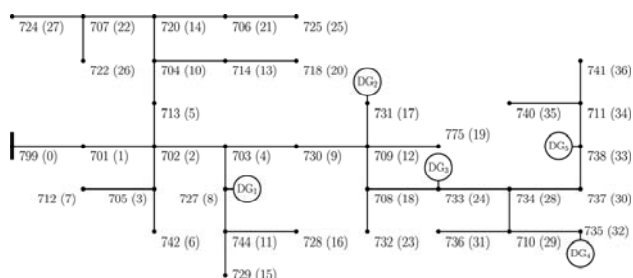 724 (27) 707 (22) 720 (14) 706 (21) 725 (25)
722 (26) 704 (10) 714 (13) 718 (20) DG2 741 (36)
713 (5) 731 (17) 775 (19) 740 (35) 711 (34)
DG3 DG5
799 (0) 701 (1) 702 (2) 703 (4) 730 (9) 709 (12) 738 (33)
712 (7) 705 (3) 727 (8) DG1 708 (18) 733 (24) 734 (28) 737 (30)
742 (6) 744 (11) 728 (16) 732 (23) 736 (31) 710 (29) 735 (32)
729 (15) DG4